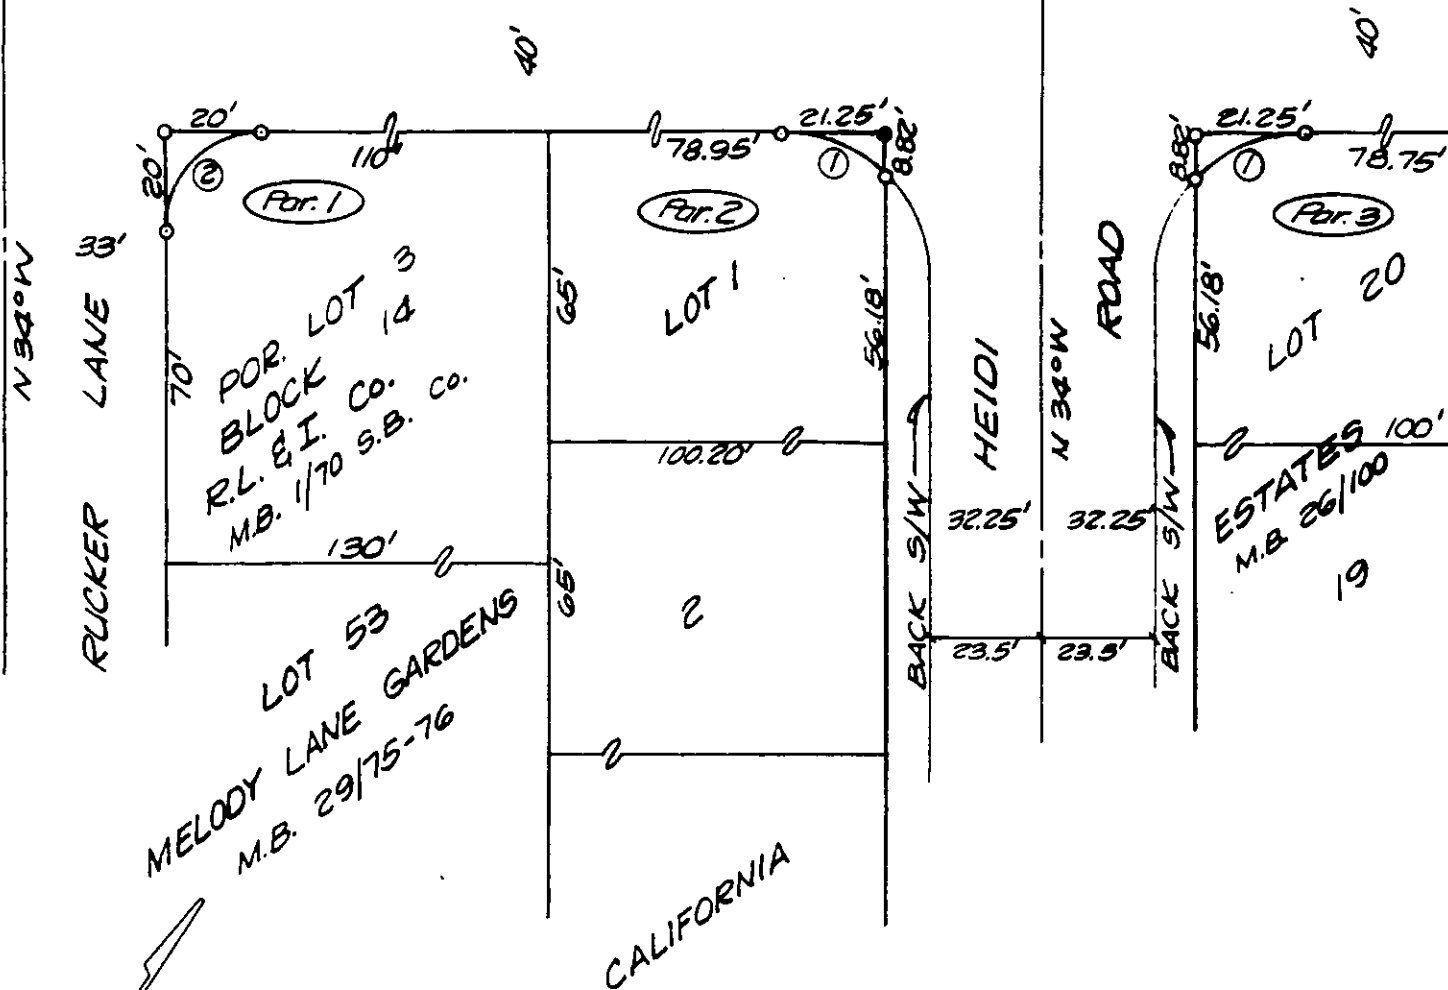 40'
40'
20'
110'
78.95'
21.25'
8.82'
8.82'
21.25'
78.75'
20'
2
Par. 1
1
Par. 2
1
Par. 3
33'
N 34° W
RUCKER LANE
70'
POR. LOT 3
BLOCK 14
R.L. & I. Co.
M.B. 1/70 S.B. Co.
65'
LOT 1
56.18'
HEIDI ROAD
N 34° W
56.18'
LOT 20
130'
100.20'
BACK S/W
32.25'
32.25'
BACK S/W
100'
ESTATES
M.B. 26/100
65'
2
23.5'
23.5'
19
LOT 53
MELODY LANE GARDENS
M.B. 29/75-76
CALIFORNIA